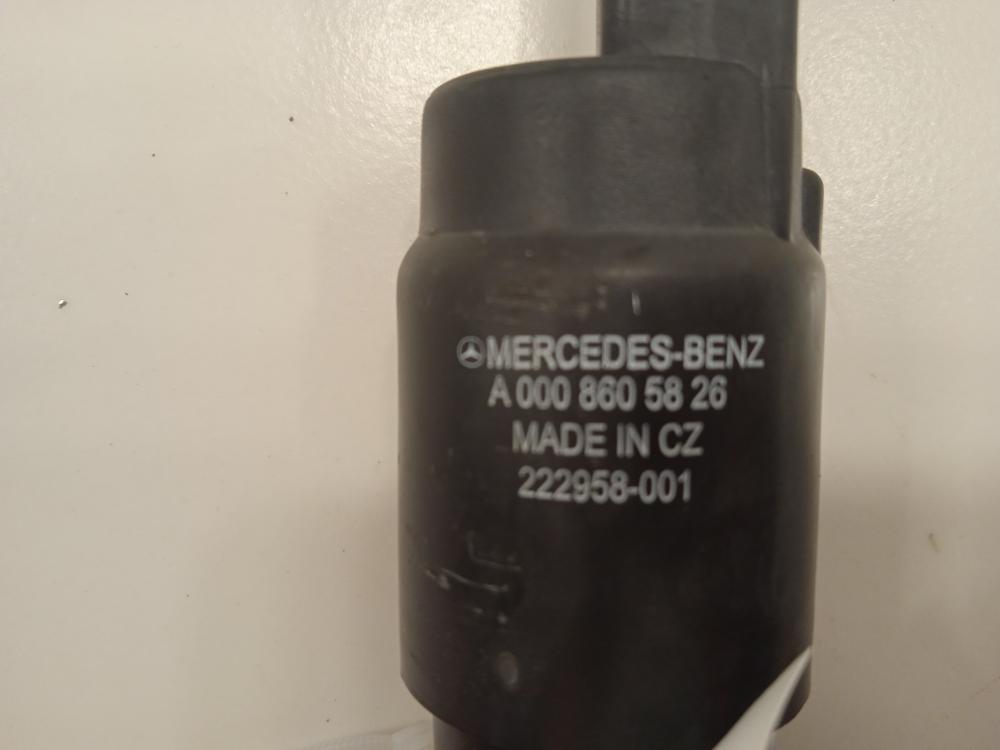 MERCEDES-BENZ
A 000 860 58 26
MADE IN CZ
222958-001